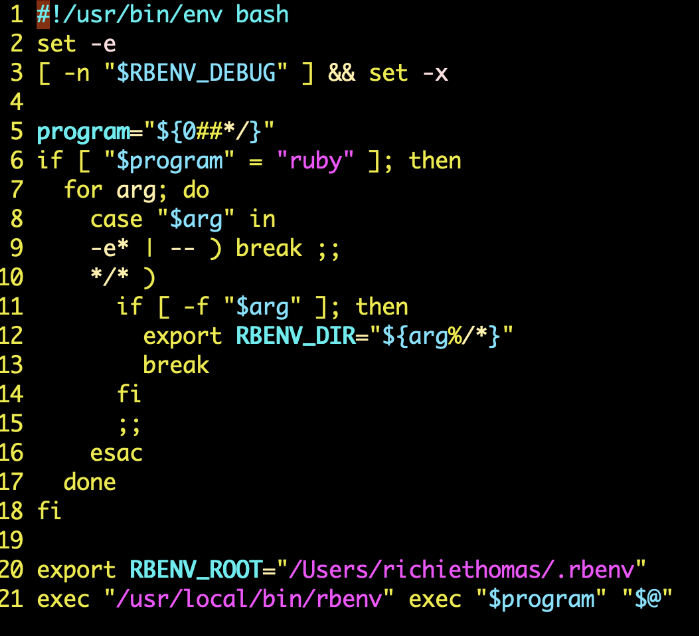 1 #!/usr/bin/env bash
2 set -e
3 [ -n "$RBENV_DEBUG" ] && set -x
4
5 program="${0##*/}"
6 if [ "$program" = "ruby" ]; then
7   for arg; do
8     case "$arg" in
9     -e* | -- ) break ;;
10     */* )
11       if [ -f "$arg" ]; then
12         export RBENV_DIR="${arg%/*}"
13         break
14       fi
15       ;;
16     esac
17   done
18 fi
19
20 export RBENV_ROOT="/Users/richiethomas/.rbenv"
21 exec "/usr/local/bin/rbenv" exec "$program" "$@"